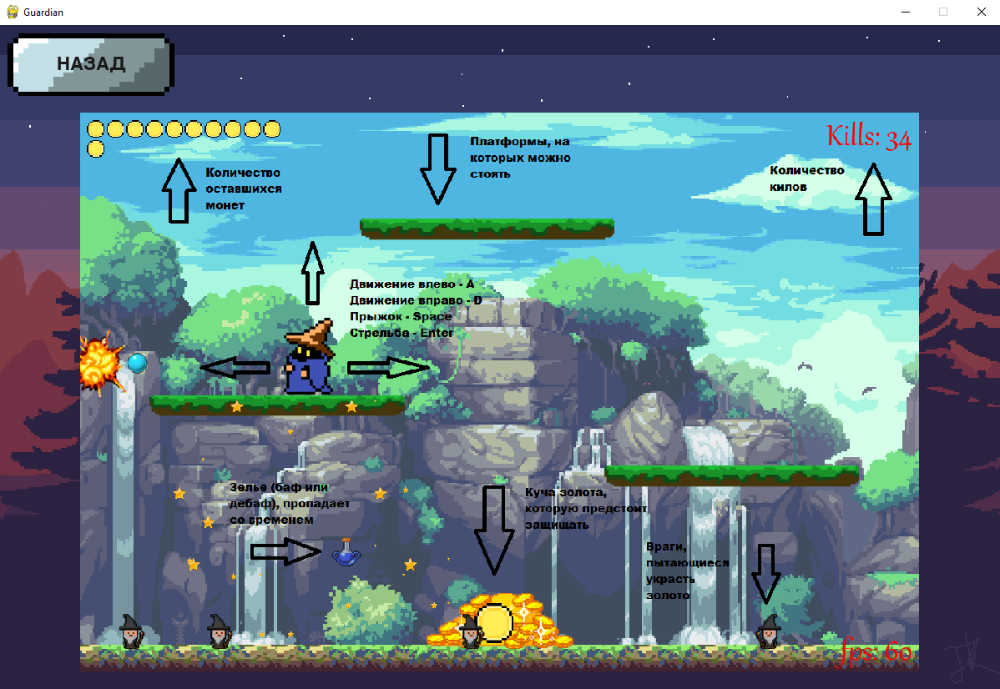 Guardian
НАЗАД
Kills: 34
Платформы, на
которых можно
стоять
Количество
оставшихся
монет
Количество
килов
Движение влево - A
Движение вправо - D
Прыжок - Space
Стрельба - Enter
Зелье (баф или
дебаф), пропадает
со временем
Куча золота,
которую предстоит
защищать
Враги,
пытающиеся
украсть
золото
fps: 60